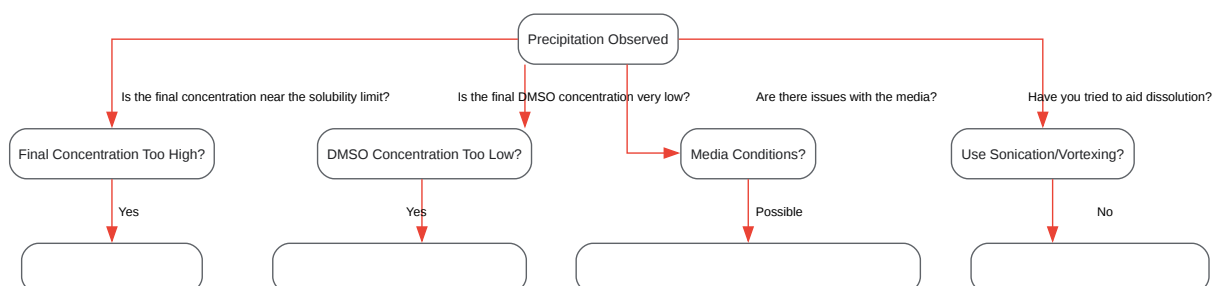 Precipitation Observed
Is the final concentration near the solubility limit?
Is the final DMSO concentration very low?
Are there issues with the media?
Have you tried to aid dissolution?
Final Concentration Too High?
DMSO Concentration Too Low?
Media Conditions?
Use Sonication/Vortexing?
Yes
Yes
Possible
No